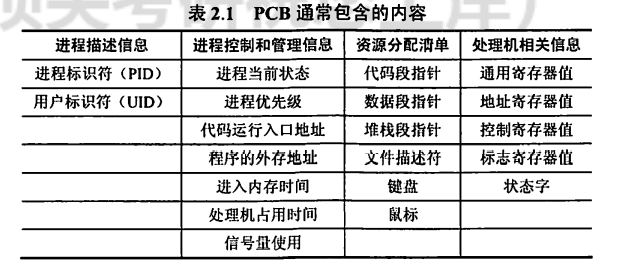 表 2.1 PCB 通常包含的内容
进程描述信息 进程控制和管理信息 资源分配清单 处理机相关信息
进程标识符（PID） 进程当前状态 代码段指针 通用寄存器值
用户标识符（UID） 进程优先级 数据段指针 地址寄存器值
代码运行入口地址 堆栈段指针 控制寄存器值
程序的外存地址 文件描述符 标志寄存器值
进入内存时间 键盘 状态字
处理机占用时间 鼠标
信号量使用